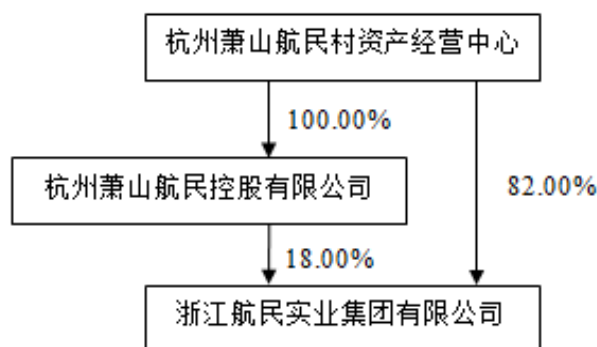 杭州萧山航民村资产经营中心
100.00%
杭州萧山航民控股有限公司
82.00%
18.00%
浙江航民实业集团有限公司